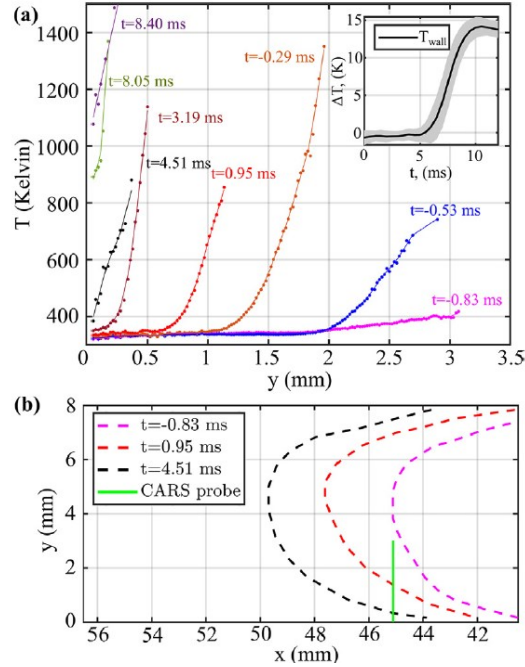 (a)
1400
1200
1000
800
600
400
T (Kelvin)
t=8.40 ms
t=8.05 ms
t=3.19 ms
t=4.51 ms
t=0.95 ms
t=-0.29 ms
t=-0.53 ms
t=-0.83 ms
0 0.5 1 1.5 2 2.5 3 3.5
y (mm)
15
10
5
0
ΔT, (K)
T_wall
0 5 10
t, (ms)
(b)
8
6
4
2
0
y (mm)
t=-0.83 ms
t=0.95 ms
t=4.51 ms
CARS probe
56 54 52 50 48 46 44 42
x (mm)